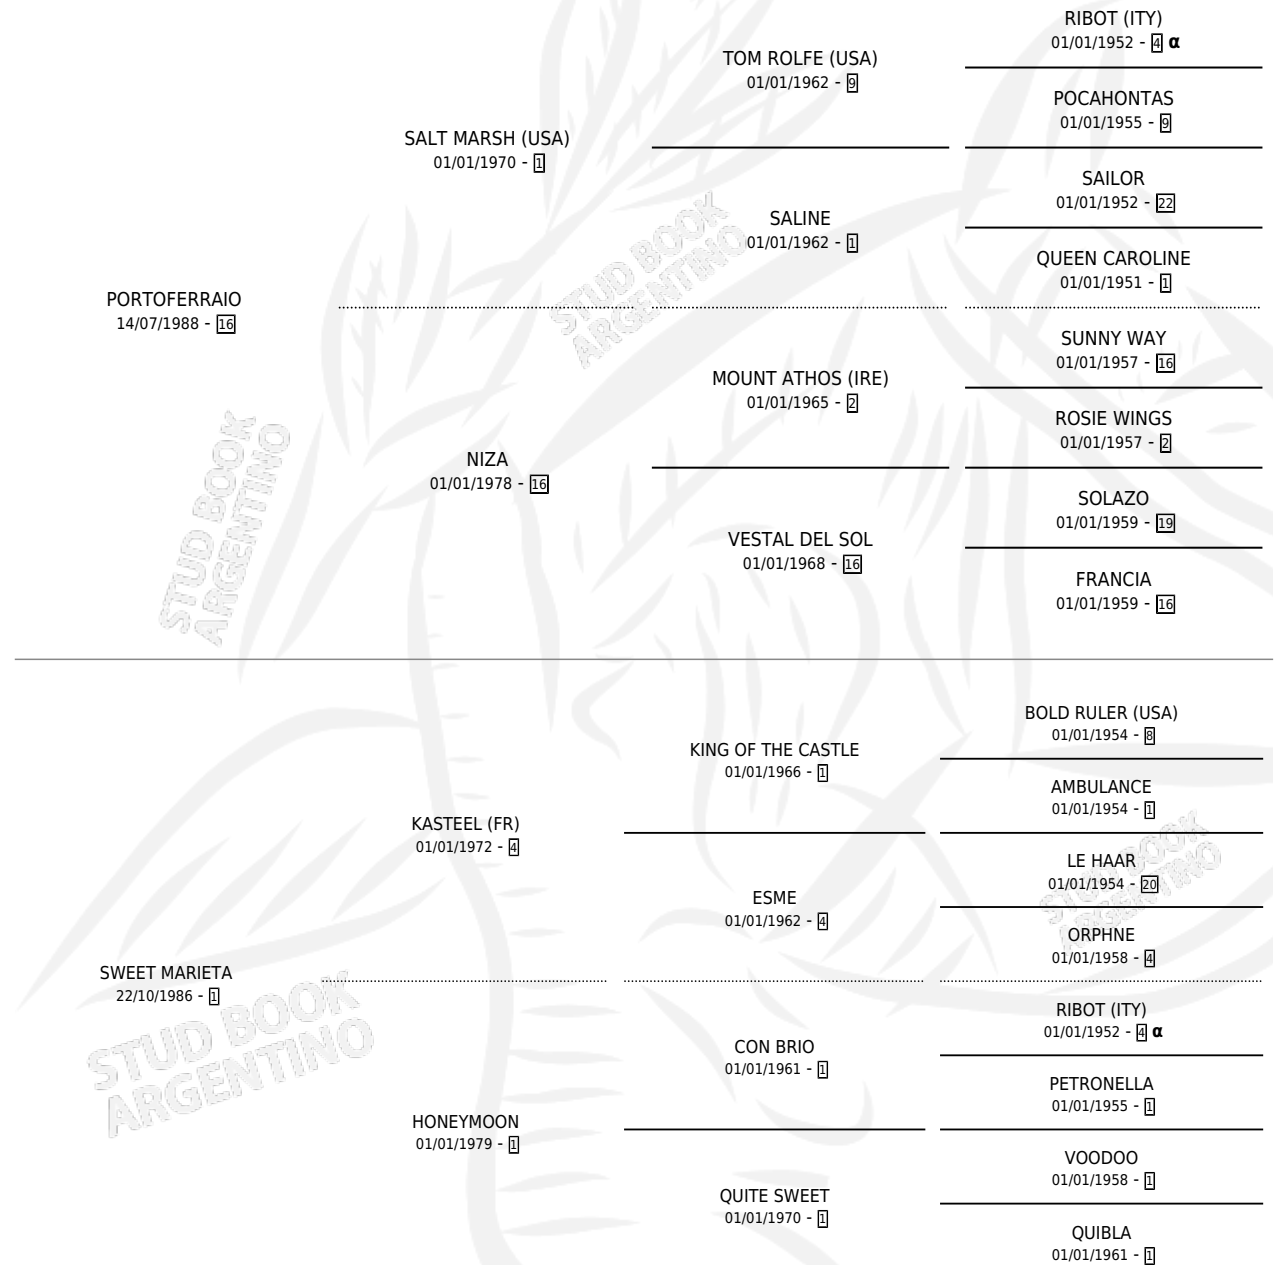 RIBOT (ITY)
01/01/1952 - 4 α
TOM ROLFE (USA)
01/01/1962 - 9
POCAHONTAS
01/01/1955 - 9
SALT MARSH (USA)
01/01/1970 - 1
SAILOR
01/01/1952 - 22
SALINE
01/01/1962 - 1
QUEEN CAROLINE
01/01/1951 - 1
PORTOFERRAIO
14/07/1988 - 16
SUNNY WAY
01/01/1957 - 16
MOUNT ATHOS (IRE)
01/01/1965 - 2
ROSIE WINGS
01/01/1957 - 2
NIZA
01/01/1978 - 16
SOLAZO
01/01/1959 - 19
VESTAL DEL SOL
01/01/1968 - 16
FRANCIA
01/01/1959 - 16
BOLD RULER (USA)
01/01/1954 - 8
KING OF THE CASTLE
01/01/1966 - 1
AMBULANCE
01/01/1954 - 1
KASTEEL (FR)
01/01/1972 - 4
LE HAAR
01/01/1954 - 20
ESME
01/01/1962 - 4
ORPHNE
01/01/1958 - 4
SWEET MARIETA
22/10/1986 - 1
RIBOT (ITY)
01/01/1952 - 4 α
CON BRIO
01/01/1961 - 1
PETRONELLA
01/01/1955 - 1
HONEYMOON
01/01/1979 - 1
VOODOO
01/01/1958 - 1
QUITE SWEET
01/01/1970 - 1
QUIBLA
01/01/1961 - 1
STUD BOOK
ARGENTINO
STUD BOOK
ARGENTINO
STUD BOOK
ARGENTINO
STUD BOOK
ARGENTINO